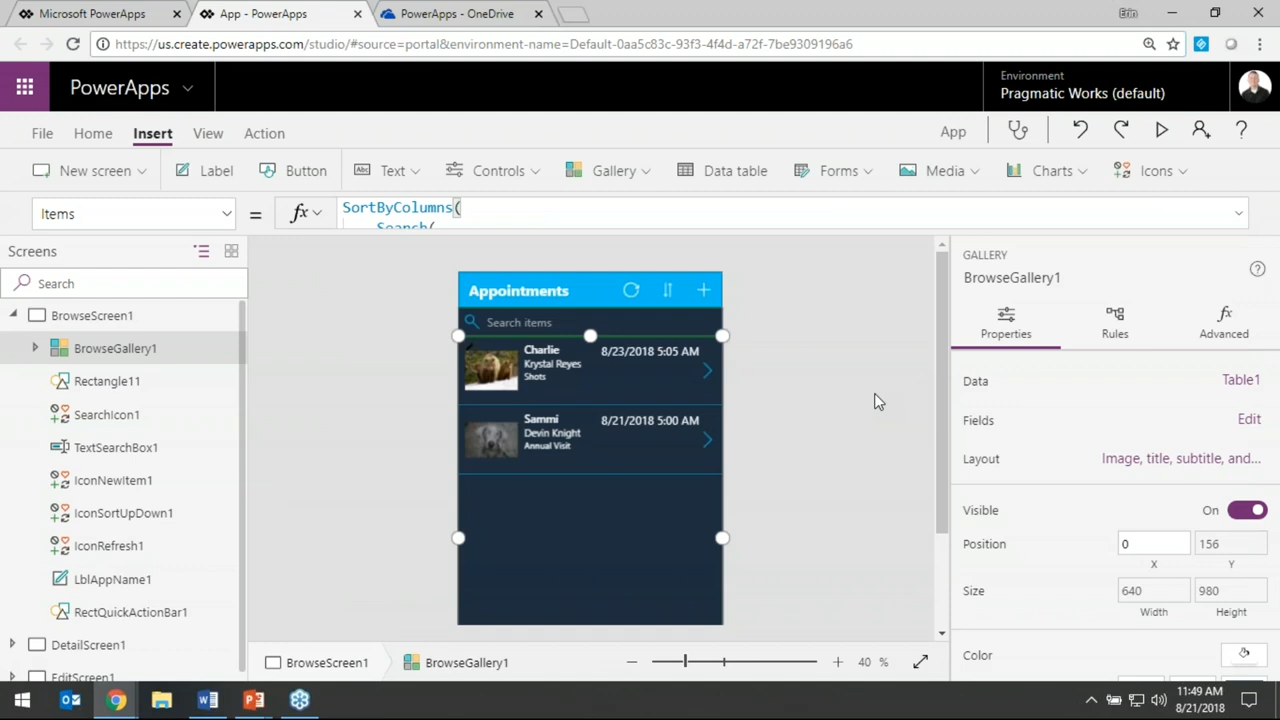 Microsoft PowerApps
App - PowerApps
PowerApps - OneDrive
https://us.create.powerapps.com/studio/#source=portal&environment-name=Default-0aa5c83c-93f3-4f4d-a72f-7be9309196a6
PowerApps
Environment
Pragmatic Works (default)
File Home Insert View Action
App
New screen
Label
Button
Text
Controls
Gallery
Data table
Forms
Media
Charts
Icons
Items
=
fx
SortByColumns(
Search(
Screens
Search
BrowseScreen1
BrowseGallery1
Rectangle11
SearchIcon1
TextSearchBox1
IconNewItem1
IconSortUpDown1
IconRefresh1
LblAppName1
RectQuickActionBar1
DetailScreen1
EditScreen1
Appointments
Search items
Charlie 8/23/2018 5:05 AM
Krystal Reyes
Shots
Sammi 8/21/2018 5:00 AM
Devin Knight
Annual Visit
BrowseScreen1
BrowseGallery1
40 %
GALLERY
BrowseGallery1
Properties
Rules
Advanced
Data Table1
Fields Edit
Layout Image, title, subtitle, and...
Visible On
Position 0 156
X Y
Size 640 980
Width Height
Color
11:49 AM
8/21/2018